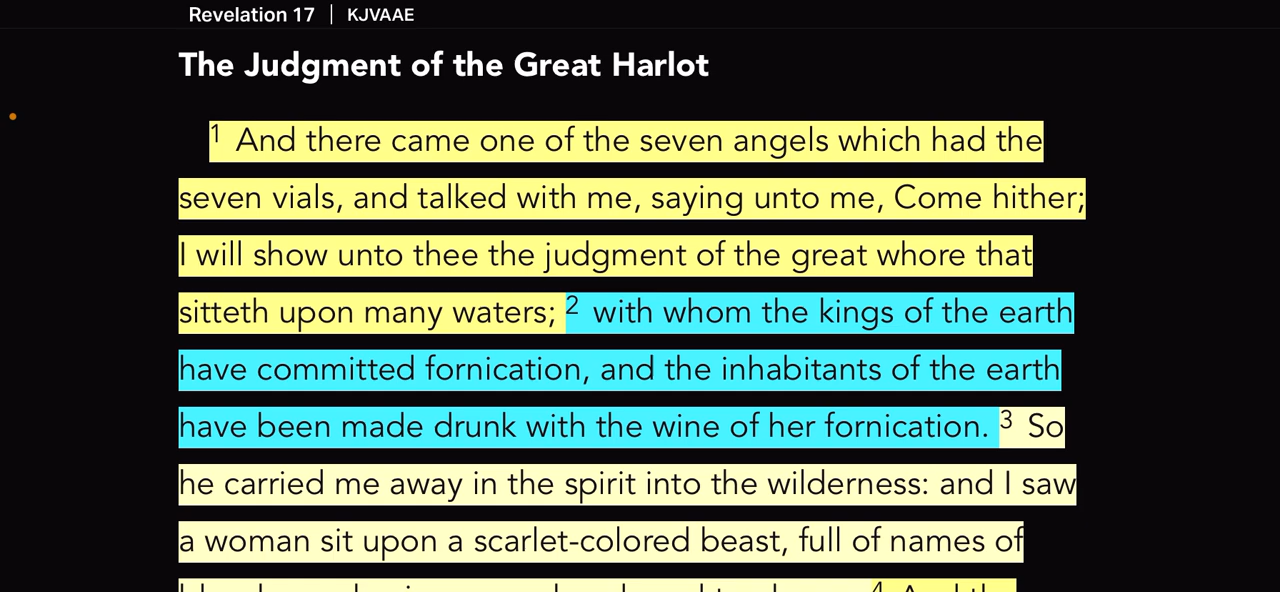 Revelation 17 | KJVAAE
The Judgment of the Great Harlot
1 And there came one of the seven angels which had the
seven vials, and talked with me, saying unto me, Come hither;
I will show unto thee the judgment of the great whore that
sitteth upon many waters; 2 with whom the kings of the earth
have committed fornication, and the inhabitants of the earth
have been made drunk with the wine of her fornication. 3 So
he carried me away in the spirit into the wilderness: and I saw
a woman sit upon a scarlet-colored beast, full of names of
4 And the